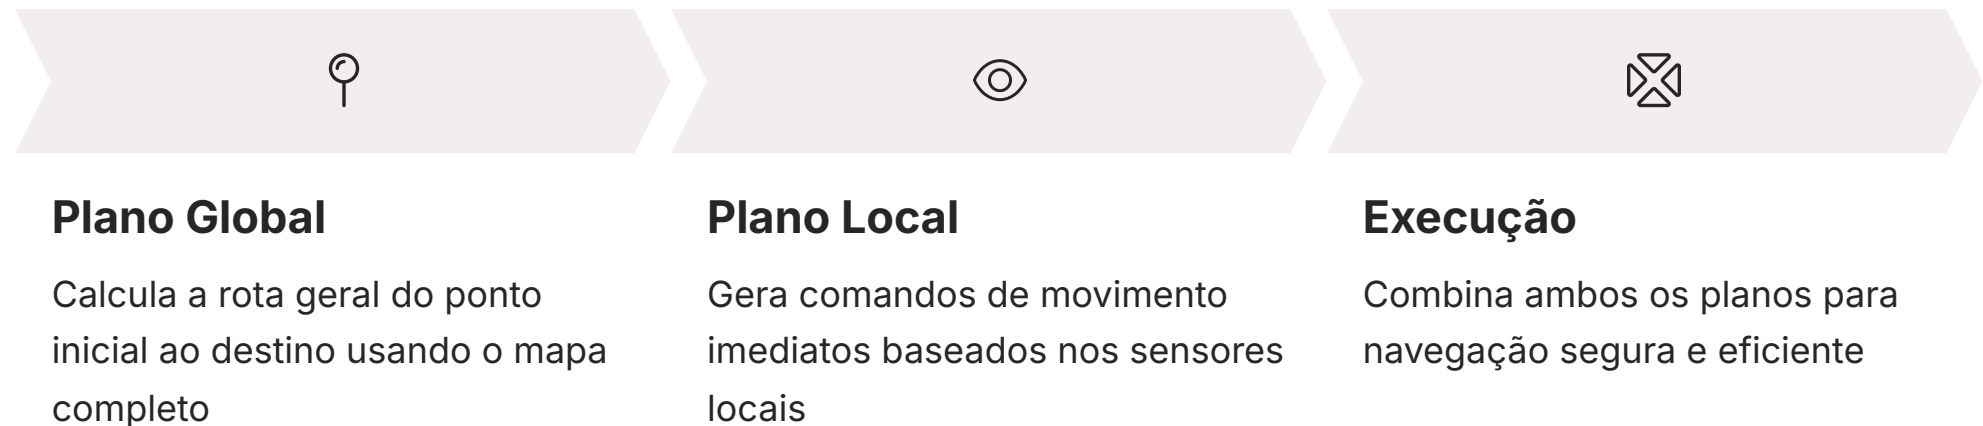 Plano Global
Calcula a rota geral do ponto
inicial ao destino usando o mapa
completo
Plano Local
Gera comandos de movimento
imediatos baseados nos sensores
locais
Execução
Combina ambos os planos para
navegação segura e eficiente